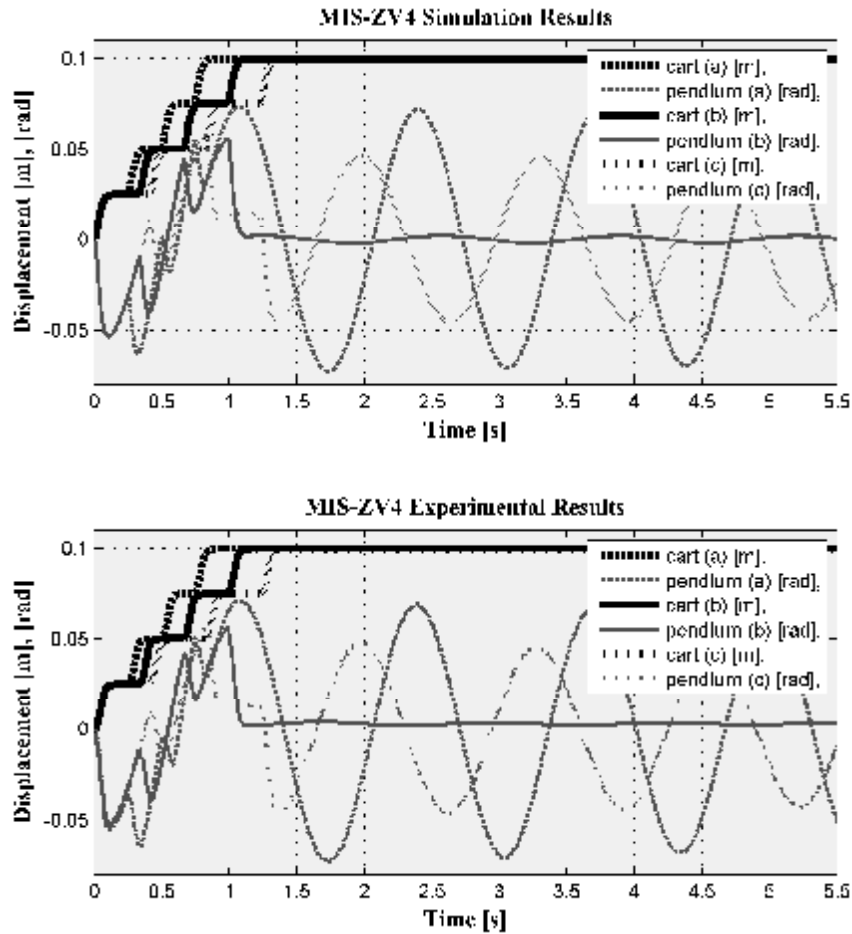 MIS-ZV4 Simulation Results
0.1
0.05
0
-0.05
Displacement [m], [rad]
cart (a) [m],
pendlum (a) [rad],
cart (b) [m],
pendlum (b) [rad].
cart (c) [m].
pendlum (c) [rad],
0 0.5 1 1.5 2 2.5 3 3.5 4 4.5 5 5.5
Time [s]
MIS-ZV4 Experimental Results
0.1
0.05
0
-0.05
Displacement [m], [rad]
cart (a) [m].
pendlum (a) [rad],
cart (b) [m],
pendlum (b) [rad].
cart (c) [m].
pendlum (c) [rad],
0 0.5 1 1.5 2 2.5 3 3.5 4 4.5 5 5.5
Time [s]